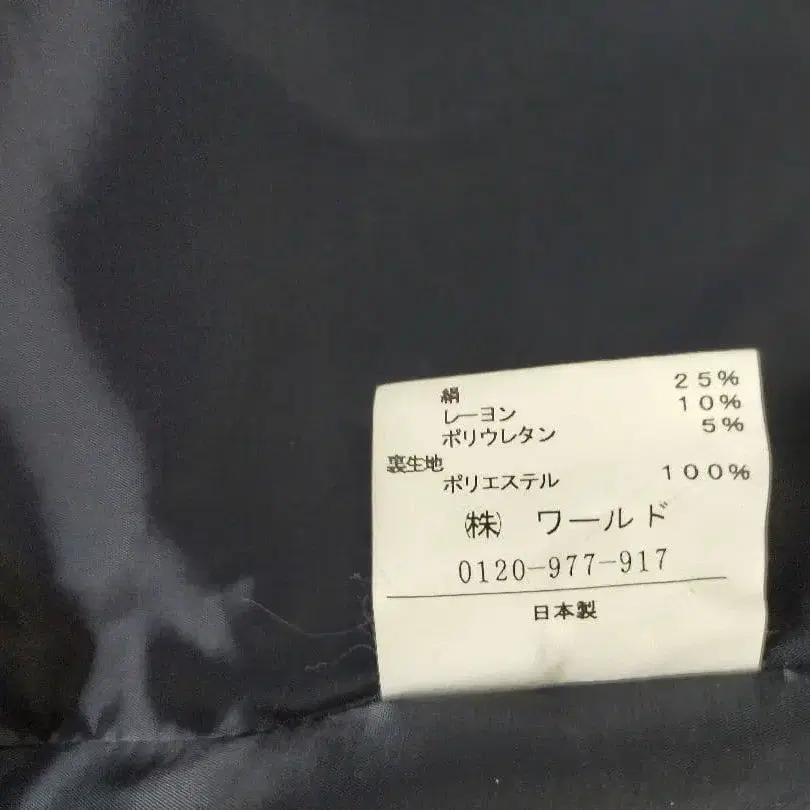 絹 25%
レーヨン 10%
ポリウレタン 5%
裏生地
ポリエステル 100%
㈱ ワールド
0120-977-917
日本製